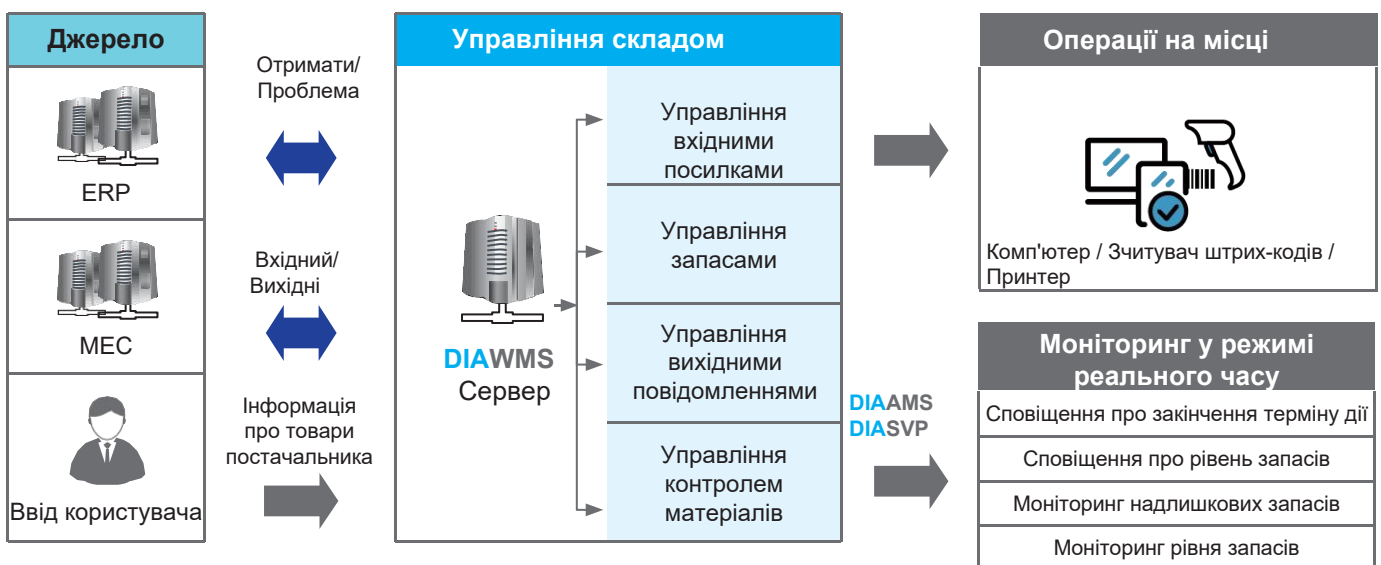 Джерело
ERP
МЕС
Ввід користувача
Отримати/
Проблема
Вхідний/
Вихідні
Інформація
про товари
постачальника
Управління складом
DIAWMS
Сервер
Управління
вхідними
посилками
Управління
запасами
Управління
вихідними
повідомленнями
Управління
контролем
матеріалів
DIAAMS
DIASVP
Операції на місці
Комп'ютер / Зчитувач штрих-кодів /
Принтер
Моніторинг у режимі
реального часу
Сповіщення про закінчення терміну дії
Сповіщення про рівень запасів
Моніторинг надлишкових запасів
Моніторинг рівня запасів